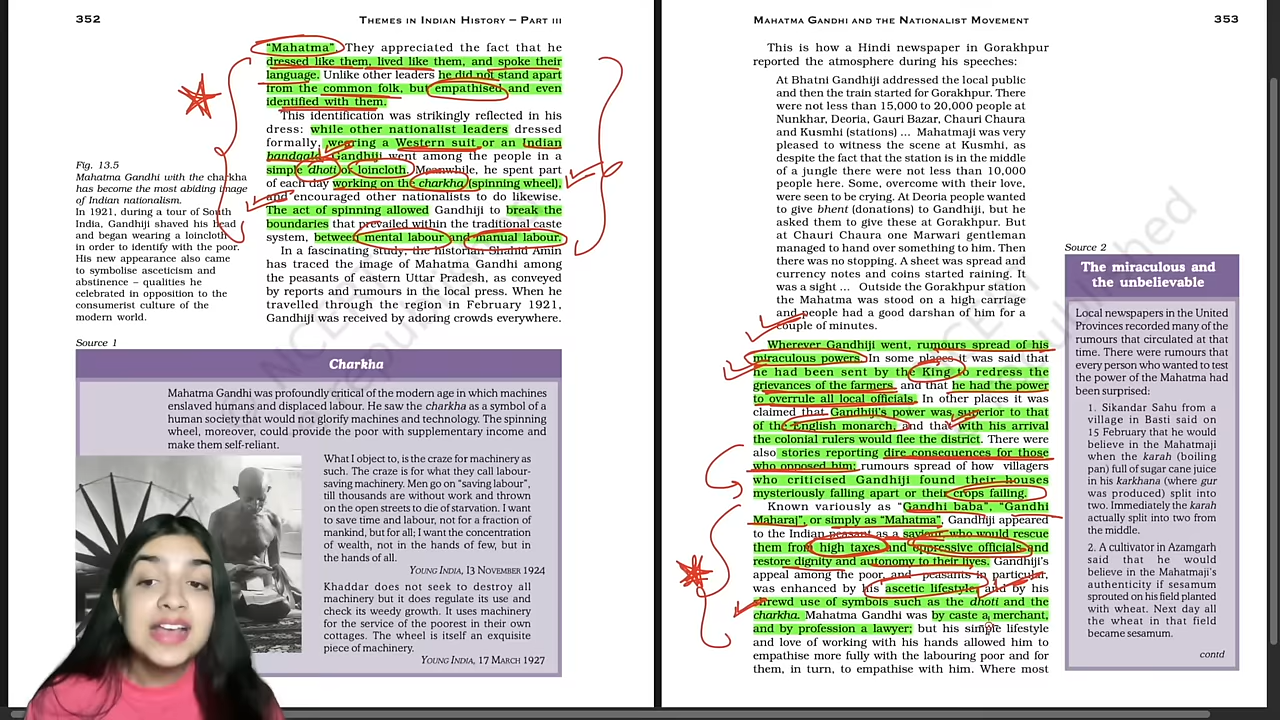 352
THEMES IN INDIAN HISTORY – PART III
Fig. 13.5
Mahatma Gandhi with the charkha
has become the most abiding image
of Indian nationalism.
In 1921, during a tour of South
India, Gandhiji shaved his head
and began wearing a loincloth
in order to identify with the poor.
His new appearance also came
to symbolise asceticism and
abstinence – qualities he
celebrated in opposition to the
consumerist culture of the
modern world.
“Mahatma”. They appreciated the fact that he
dressed like them, lived like them, and spoke their
language. Unlike other leaders he did not stand apart
from the common folk, but empathised and even
identified with them.
This identification was strikingly reflected in his
dress: while other nationalist leaders dressed
formally, wearing a Western suit or an Indian
bandgala, Gandhiji went among the people in a
simple dhoti or loincloth. Meanwhile, he spent part
of each day working on the charkha (spinning wheel),
and encouraged other nationalists to do likewise.
The act of spinning allowed Gandhiji to break the
boundaries that prevailed within the traditional caste
system, between mental labour and manual labour.
In a fascinating study, the historian Shahid Amin
has traced the image of Mahatma Gandhi among
the peasants of eastern Uttar Pradesh, as conveyed
by reports and rumours in the local press. When he
travelled through the region in February 1921,
Gandhiji was received by adoring crowds everywhere.
Source 1
Charkha
Mahatma Gandhi was profoundly critical of the modern age in which machines
enslaved humans and displaced labour. He saw the charkha as a symbol of a
human society that would not glorify machines and technology. The spinning
wheel, moreover, could provide the poor with supplementary income and
make them self-reliant.
What I object to, is the craze for machinery as
such. The craze is for what they call labour-
saving machinery. Men go on “saving labour”,
till thousands are without work and thrown
on the open streets to die of starvation. I want
to save time and labour, not for a fraction of
mankind, but for all; I want the concentration
of wealth, not in the hands of few, but in
the hands of all.
YOUNG INDIA, 13 NOVEMBER 1924
Khaddar does not seek to destroy all
machinery but it does regulate its use and
check its weedy growth. It uses machinery
for the service of the poorest in their own
cottages. The wheel is itself an exquisite
piece of machinery.
YOUNG INDIA, 17 MARCH 1927
MAHATMA GANDHI AND THE NATIONALIST MOVEMENT
353
This is how a Hindi newspaper in Gorakhpur
reported the atmosphere during his speeches:
At Bhatni Gandhiji addressed the local public
and then the train started for Gorakhpur. There
were not less than 15,000 to 20,000 people at
Nunkhar, Deoria, Gauri Bazar, Chauri Chaura
and Kusmhi (stations) ... Mahatmaji was very
pleased to witness the scene at Kusmhi, as
despite the fact that the station is in the middle
of a jungle there were not less than 10,000
people here. Some, overcome with their love,
were seen to be crying. At Deoria people wanted
to give bhent (donations) to Gandhiji, but he
asked them to give these at Gorakhpur. But
at Chauri Chaura one Marwari gentleman
managed to hand over something to him. Then
there was no stopping. A sheet was spread and
currency notes and coins started raining. It
was a sight ... Outside the Gorakhpur station
the Mahatma was stood on a high carriage
and people had a good darshan of him for a
couple of minutes.
Wherever Gandhiji went, rumours spread of his
miraculous powers. In some places it was said that
he had been sent by the King to redress the
grievances of the farmers, and that he had the power
to overrule all local officials. In other places it was
claimed that Gandhiji’s power was superior to that
of the English monarch, and that with his arrival
the colonial rulers would flee the district. There were
also stories reporting dire consequences for those
who opposed him; rumours spread of how villagers
who criticised Gandhiji found their houses
mysteriously falling apart or their crops failing.
Known variously as “Gandhi baba”, “Gandhi
Maharaj”, or simply as “Mahatma”, Gandhiji appeared
to the Indian peasant as a saviour, who would rescue
them from high taxes and oppressive officials and
restore dignity and autonomy to their lives. Gandhiji’s
appeal among the poor, and peasants in particular,
was enhanced by his ascetic lifestyle, and by his
shrewd use of symbols such as the dhoti and the
charkha. Mahatma Gandhi was by caste a merchant,
and by profession a lawyer; but his simple lifestyle
and love of working with his hands allowed him to
empathise more fully with the labouring poor and for
them, in turn, to empathise with him. Where most
Source 2
The miraculous and
the unbelievable
Local newspapers in the United
Provinces recorded many of the
rumours that circulated at that
time. There were rumours that
every person who wanted to test
the power of the Mahatma had
been surprised:
1. Sikandar Sahu from a
village in Basti said on
15 February that he would
believe in the Mahatmaji
when the karah (boiling
pan) full of sugar cane juice
in his karkhana (where gur
was produced) split into
two. Immediately the karah
actually split into two from
the middle.
2. A cultivator in Azamgarh
said that he would
believe in the Mahatmaji’s
authenticity if sesamum
sprouted on his field planted
with wheat. Next day all
the wheat in that field
became sesamum.
contd